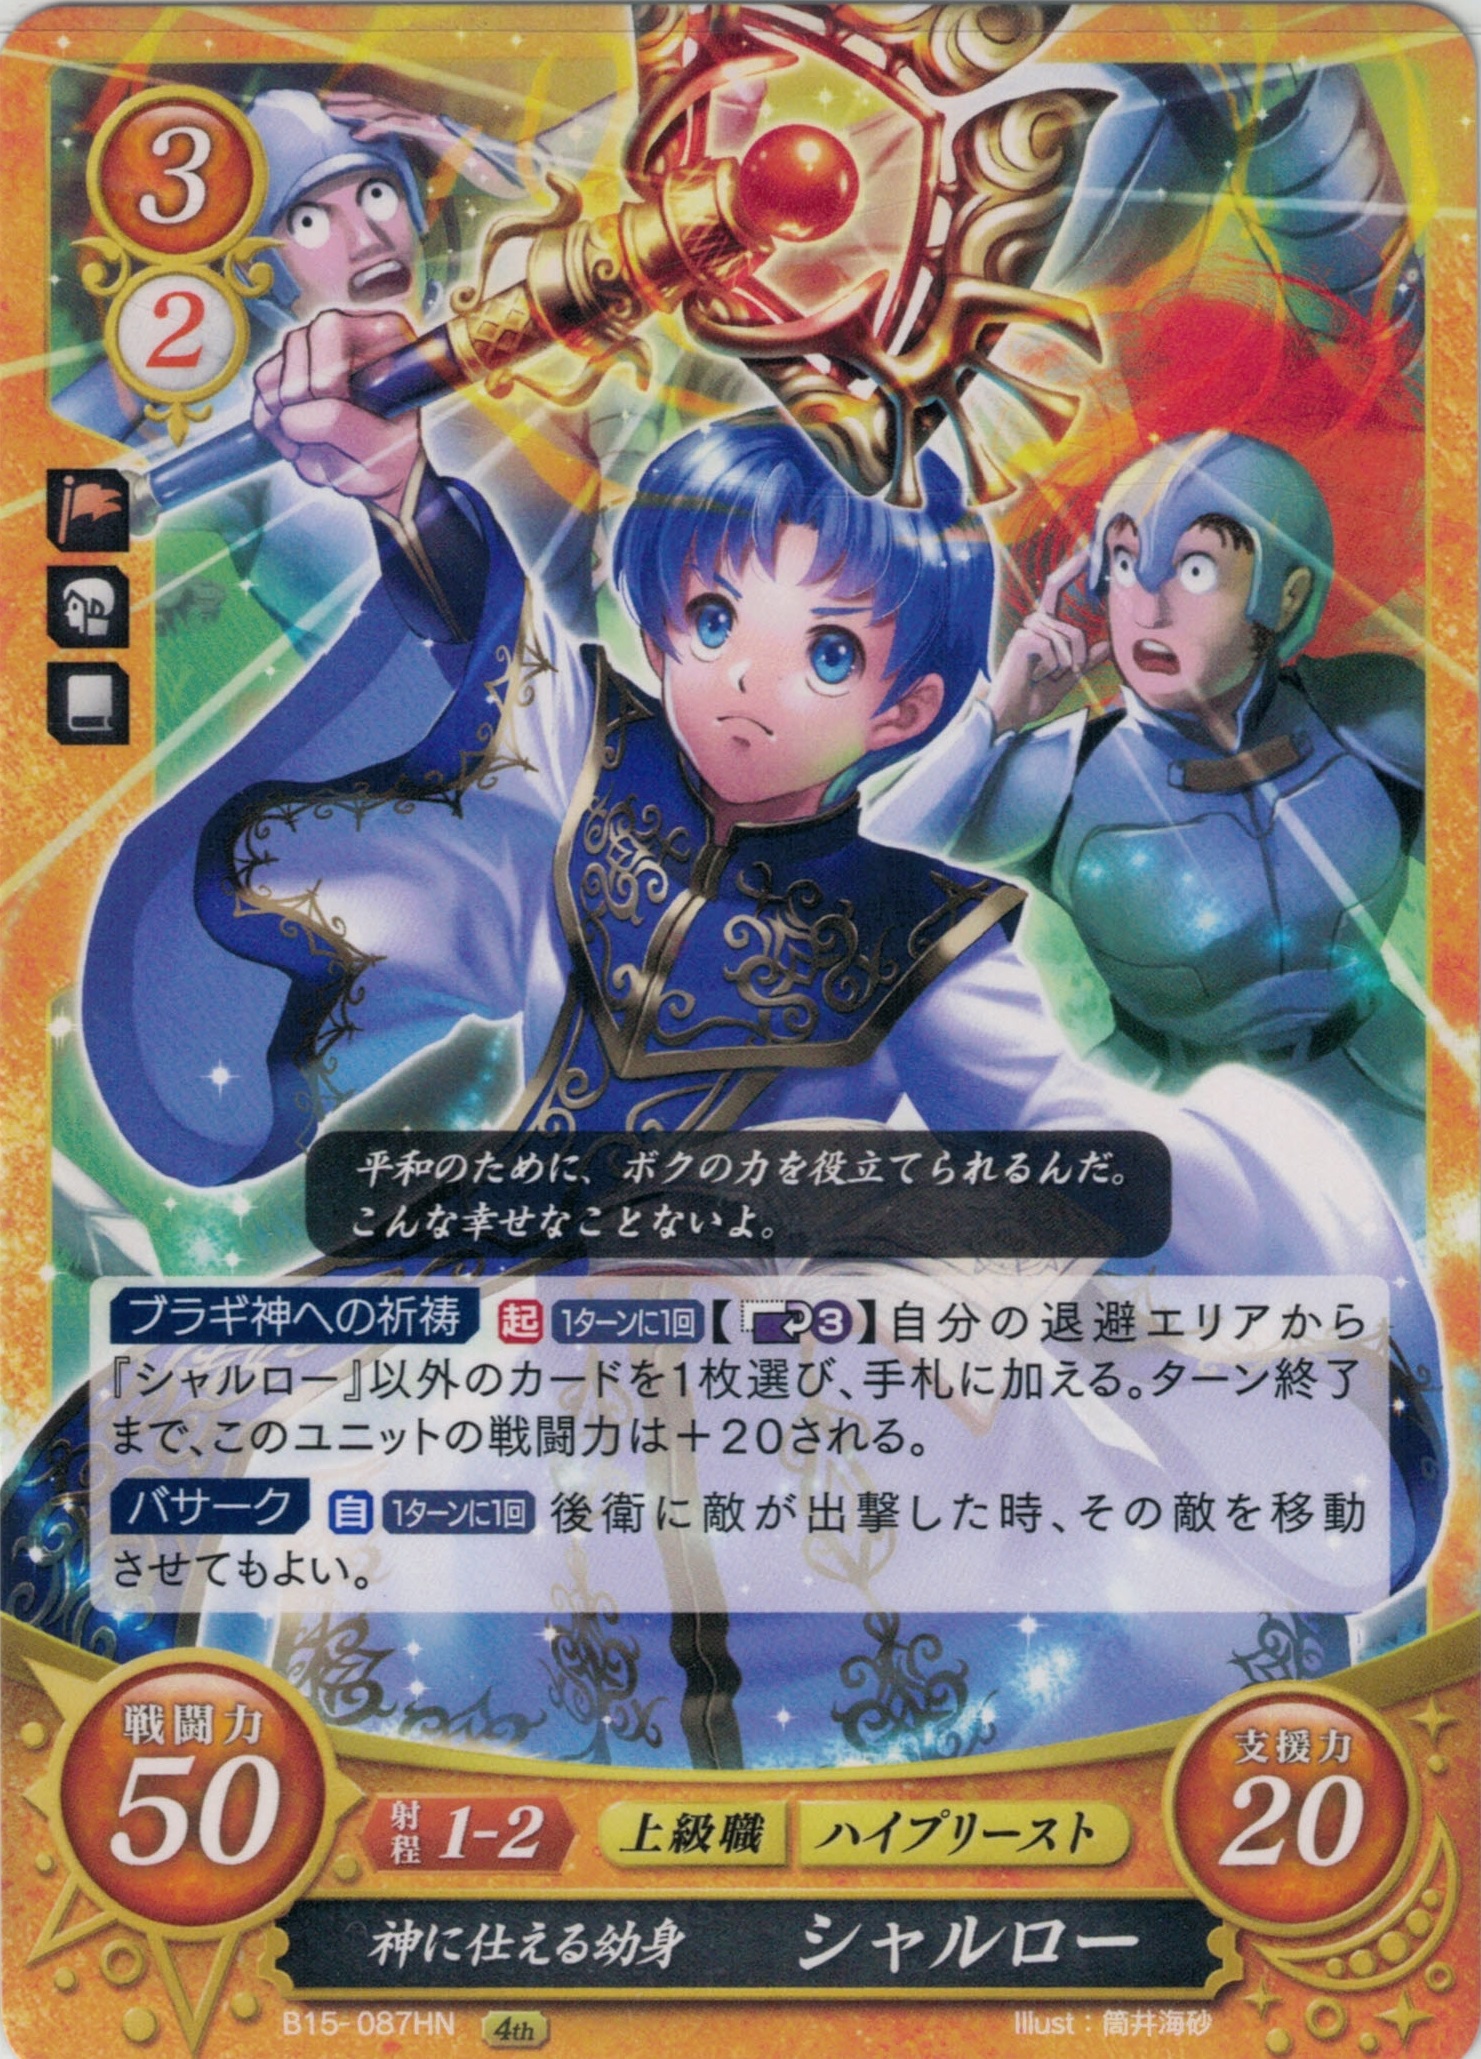 3
2
平和のために、ボクの力を役立てられるんだ。
こんな幸せなことないよ。
ブラギ神への祈祷 起 1ターンに1回【3】自分の退避エリアから
『シャルロー』以外のカードを1枚選び、手札に加える。ターン終了
まで、このユニットの戦闘力は＋20される。
バサーク 自 1ターンに1回 後衛に敵が出撃した時、その敵を移動
させてもよい。
戦闘力
50
射程 1-2
上級職 ハイプリースト
支援力
20
神に仕える幼身 シャルロー
B15-087HN 4th
Illust：筒井海砂